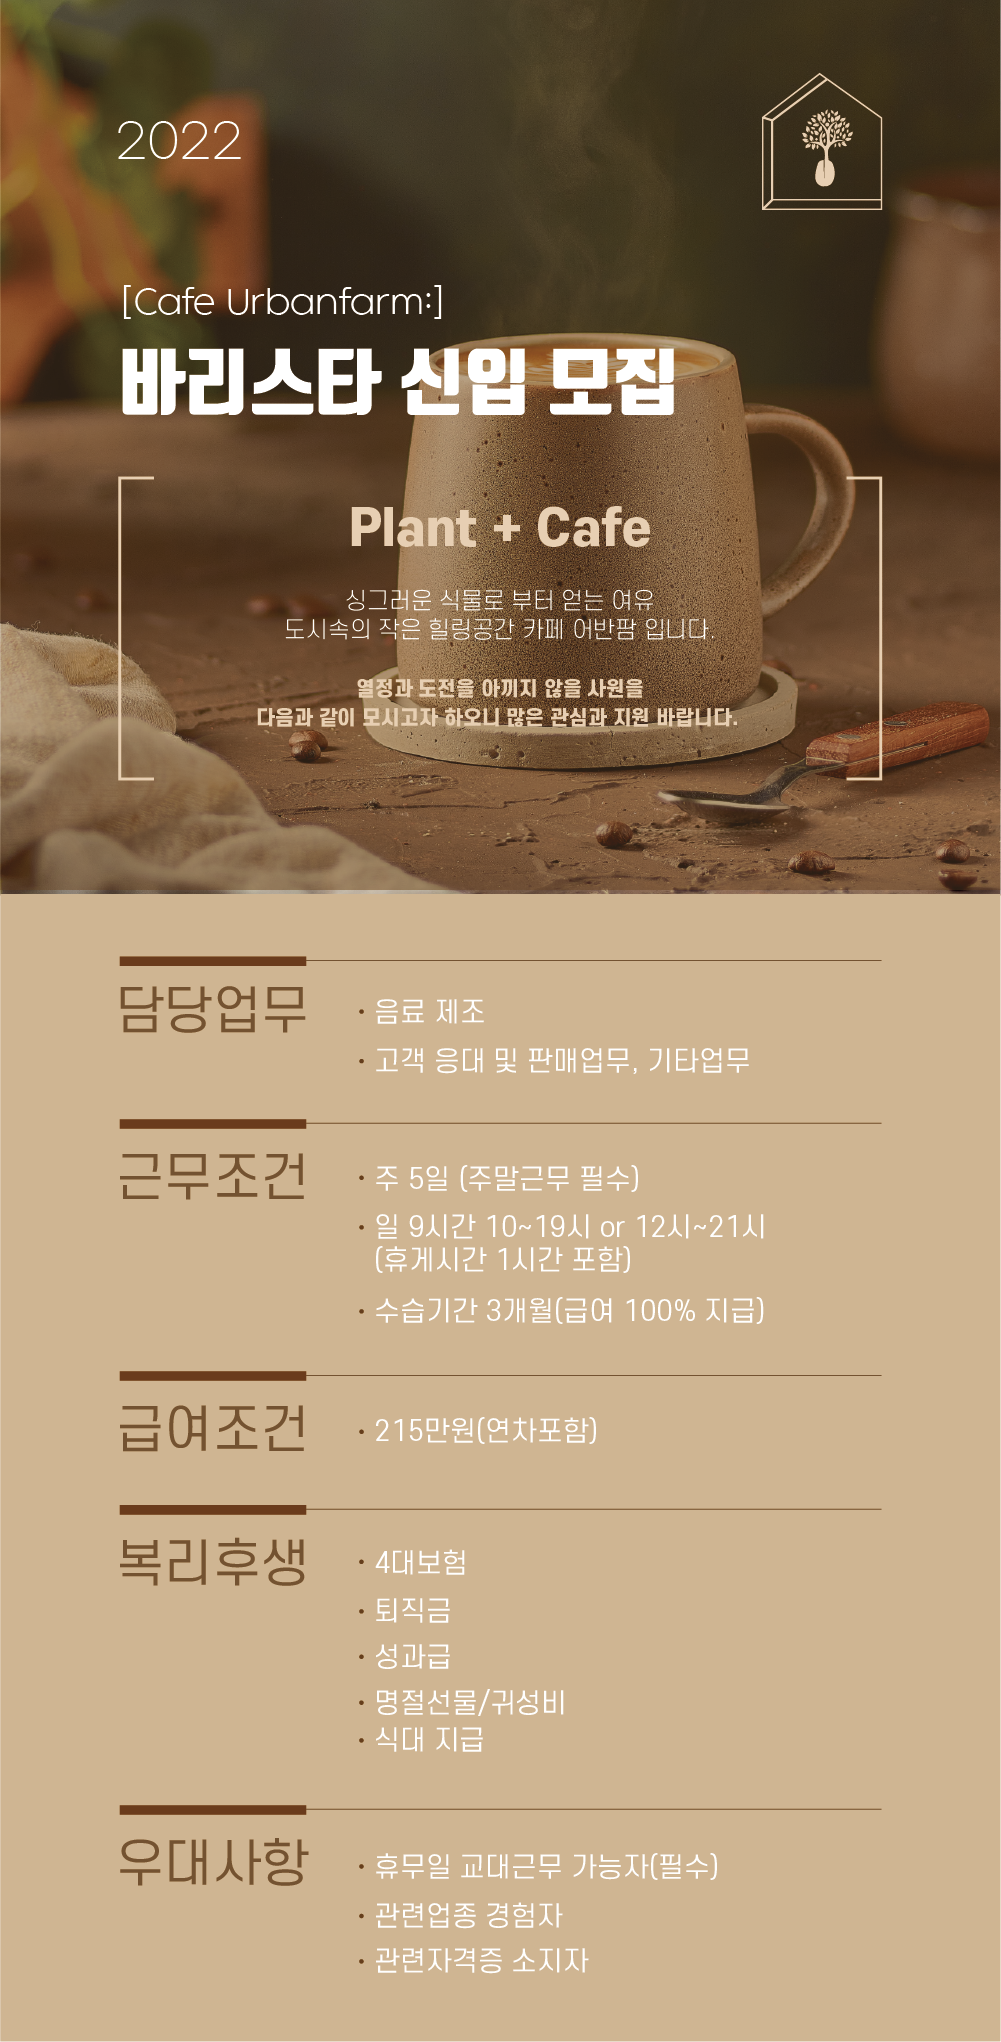 2022
[Cafe Urbanfarm:]
바리스타 신입 모집
Plant + Cafe
싱그러운 식물로 부터 얻는 여유
도시속의 작은 힐링공간 카페 어반팜 입니다.
열정과 도전을 아끼지 않을 사원을
다음과 같이 모시고자 하오니 많은 관심과 지원 바랍니다.
담당업무
· 음료 제조
· 고객 응대 및 판매업무, 기타업무
근무조건
· 주 5일 (주말근무 필수)
· 일 9시간 10~19시 or 12시~21시
(휴게시간 1시간 포함)
· 수습기간 3개월(급여 100% 지급)
급여조건
· 215만원(연차포함)
복리후생
· 4대보험
· 퇴직금
· 성과급
· 명절선물/귀성비
· 식대 지급
우대사항
· 휴무일 교대근무 가능자(필수)
· 관련업종 경험자
· 관련자격증 소지자